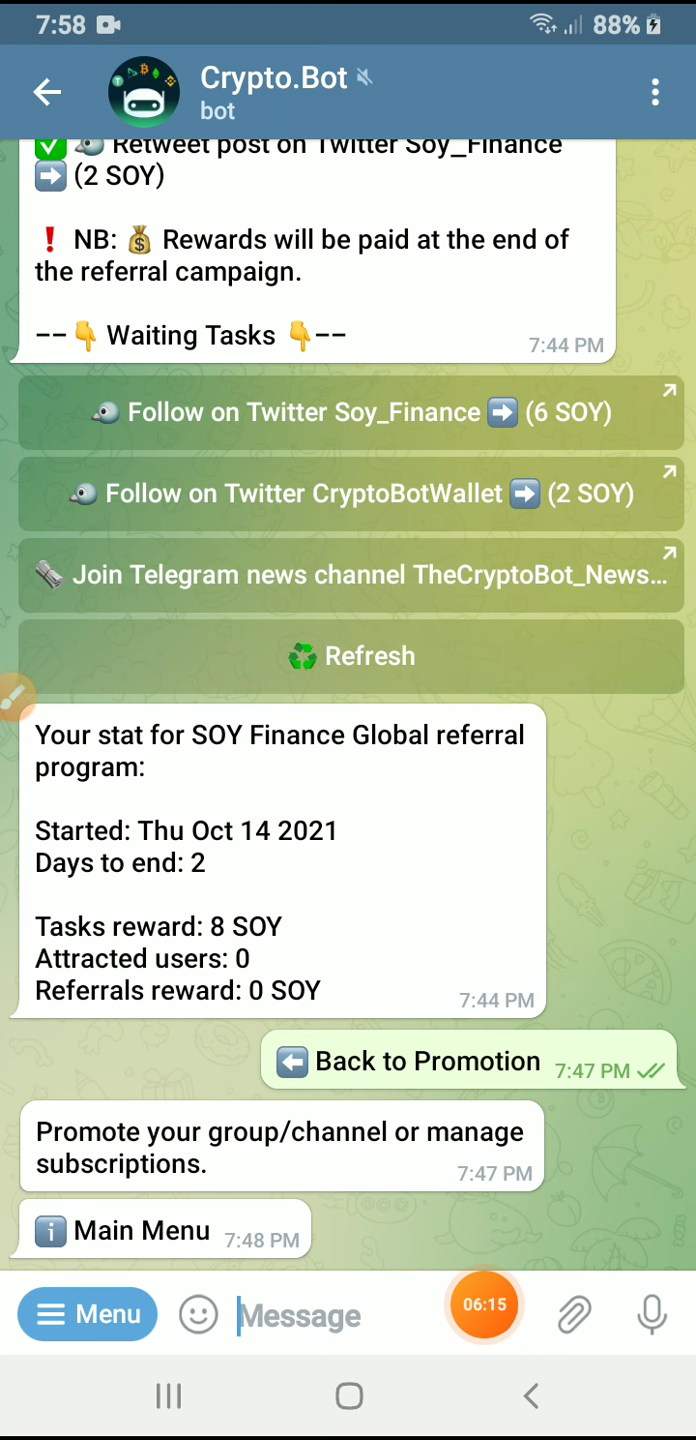 7:58 88%
Crypto.Bot
bot
Retweet post on Twitter Soy_Finance
➡️ (2 SOY)
❗ NB: 💰 Rewards will be paid at the end of
the referral campaign.
−−👇 Waiting Tasks 👇−−
7:44 PM
Follow on Twitter Soy_Finance ➡️ (6 SOY)
Follow on Twitter CryptoBotWallet ➡️ (2 SOY)
🗞️ Join Telegram news channel TheCryptoBot_News...
♻️ Refresh
Your stat for SOY Finance Global referral
program:
Started: Thu Oct 14 2021
Days to end: 2
Tasks reward: 8 SOY
Attracted users: 0
Referrals reward: 0 SOY 7:44 PM
⬅️ Back to Promotion 7:47 PM
Promote your group/channel or manage
subscriptions. 7:47 PM
ℹ️ Main Menu 7:48 PM
Menu Message 06:15